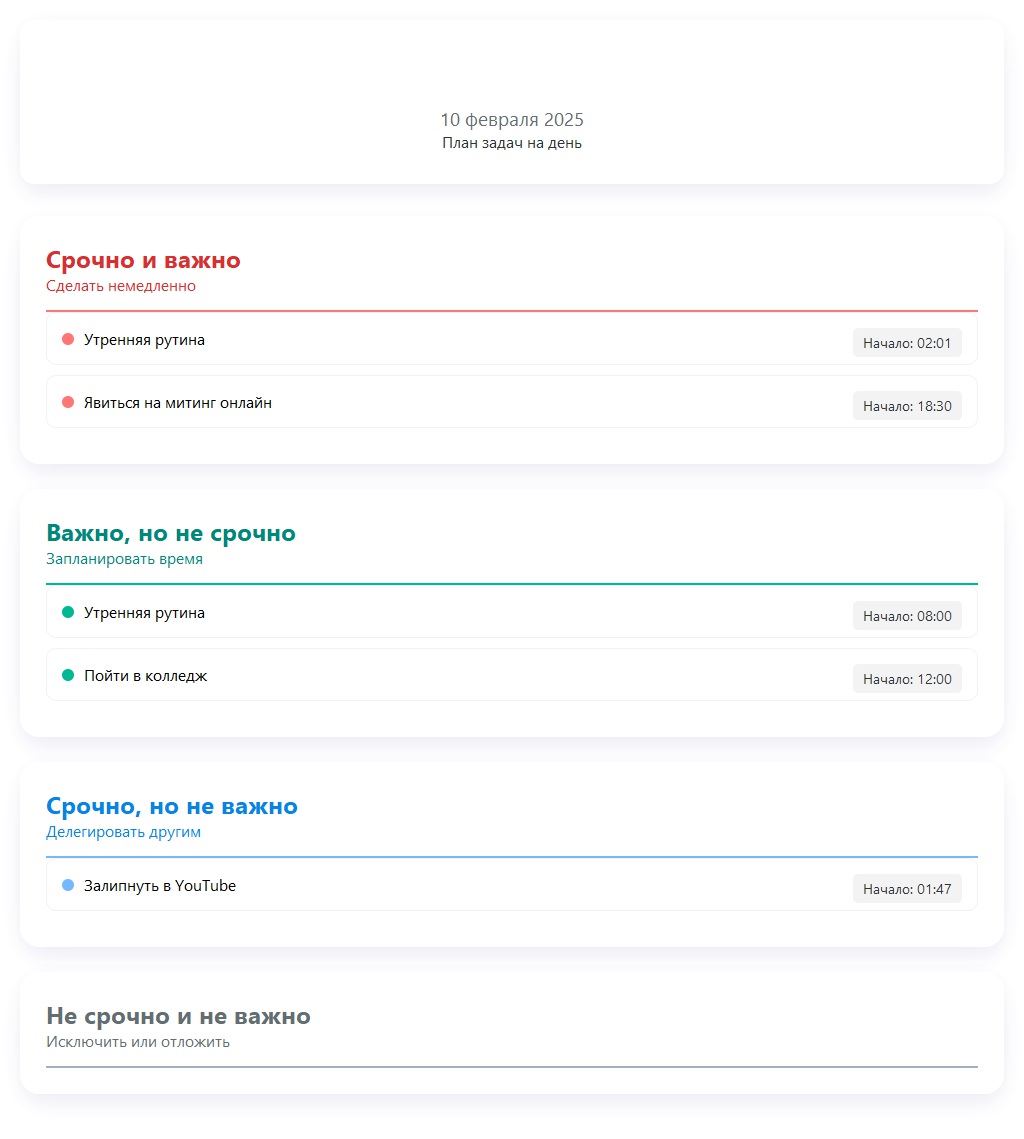 10 февраля 2025
План задач на день
Срочно и важно
Сделать немедленно
Утренняя рутина
Начало: 02:01
Явиться на митинг онлайн
Начало: 18:30
Важно, но не срочно
Запланировать время
Утренняя рутина
Начало: 08:00
Пойти в колледж
Начало: 12:00
Срочно, но не важно
Делегировать другим
Залипнуть в YouTube
Начало: 01:47
Не срочно и не важно
Исключить или отложить